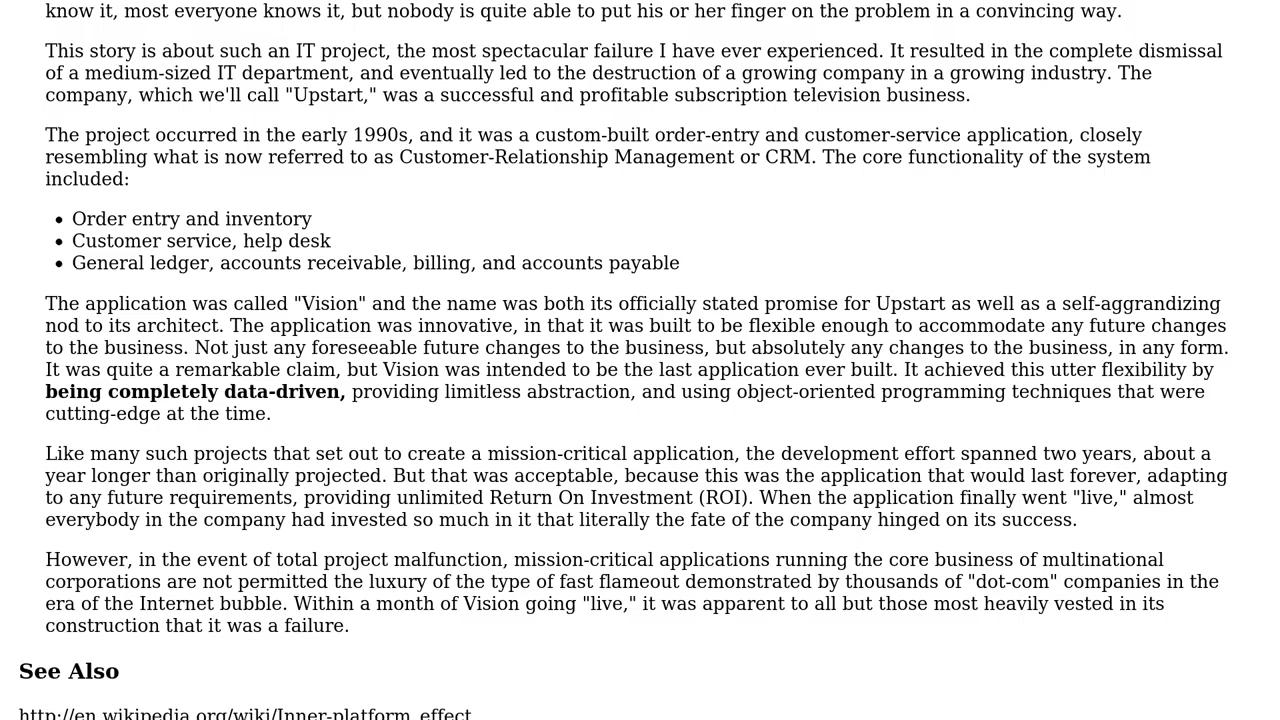 know it, most everyone knows it, but nobody is quite able to put his or her finger on the problem in a convincing way.
This story is about such an IT project, the most spectacular failure I have ever experienced. It resulted in the complete dismissal
of a medium-sized IT department, and eventually led to the destruction of a growing company in a growing industry. The
company, which we'll call "Upstart," was a successful and profitable subscription television business.
The project occurred in the early 1990s, and it was a custom-built order-entry and customer-service application, closely
resembling what is now referred to as Customer-Relationship Management or CRM. The core functionality of the system
included:
• Order entry and inventory
• Customer service, help desk
• General ledger, accounts receivable, billing, and accounts payable
The application was called "Vision" and the name was both its officially stated promise for Upstart as well as a self-aggrandizing
nod to its architect. The application was innovative, in that it was built to be flexible enough to accommodate any future changes
to the business. Not just any foreseeable future changes to the business, but absolutely any changes to the business, in any form.
It was quite a remarkable claim, but Vision was intended to be the last application ever built. It achieved this utter flexibility by
being completely data-driven, providing limitless abstraction, and using object-oriented programming techniques that were
cutting-edge at the time.
Like many such projects that set out to create a mission-critical application, the development effort spanned two years, about a
year longer than originally projected. But that was acceptable, because this was the application that would last forever, adapting
to any future requirements, providing unlimited Return On Investment (ROI). When the application finally went "live," almost
everybody in the company had invested so much in it that literally the fate of the company hinged on its success.
However, in the event of total project malfunction, mission-critical applications running the core business of multinational
corporations are not permitted the luxury of the type of fast flameout demonstrated by thousands of "dot-com" companies in the
era of the Internet bubble. Within a month of Vision going "live," it was apparent to all but those most heavily vested in its
construction that it was a failure.
See Also
http://en.wikipedia.org/wiki/Inner-platform_effect